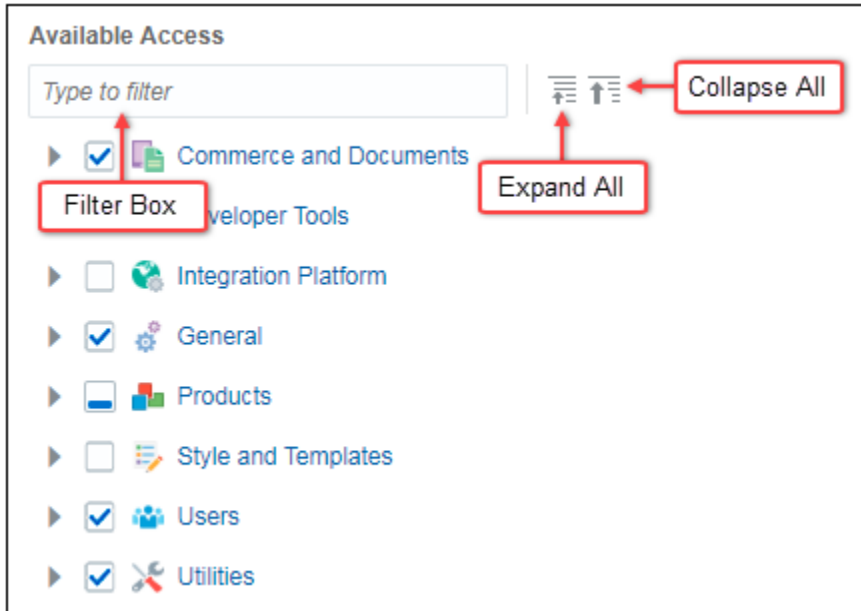 Available Access
Type to filter
Collapse All
Commerce and Documents
Expand All
Filter Box
veloper Tools
Integration Platform
General
Products
Style and Templates
Users
Utilities